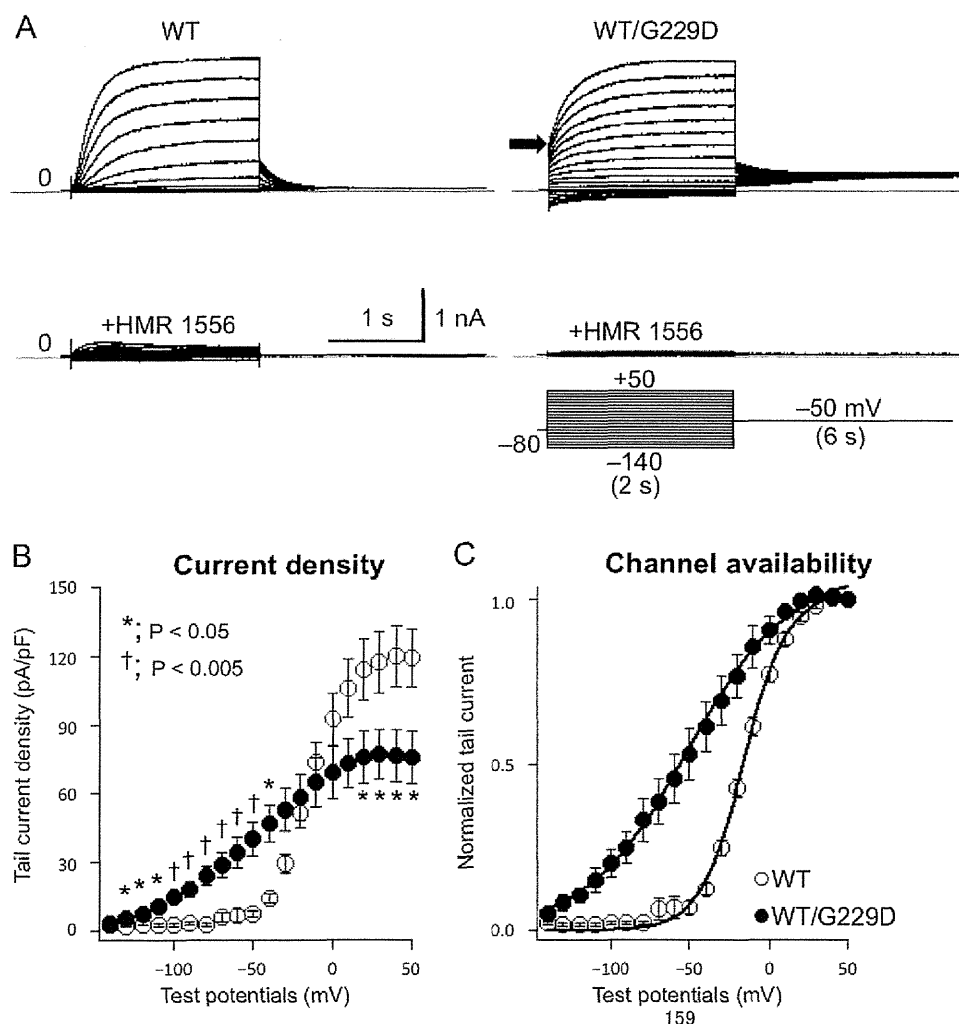 A
WT
WT/G229D
0
+HMR 1556
0
1 s
1 nA
+HMR 1556
+50
−80
−50 mV
(6 s)
−140
(2 s)
B
Current density
150
120
90
60
30
0
*; P < 0.05
†; P < 0.005
* * * † † † † † † *
* * * *
Tail current density (pA/pF)
−100
−50
0
50
Test potentials (mV)
C
Channel availability
1.0
0.5
0.0
Normalized tail current
WT
WT/G229D
−100
−50
0
50
Test potentials (mV)
159